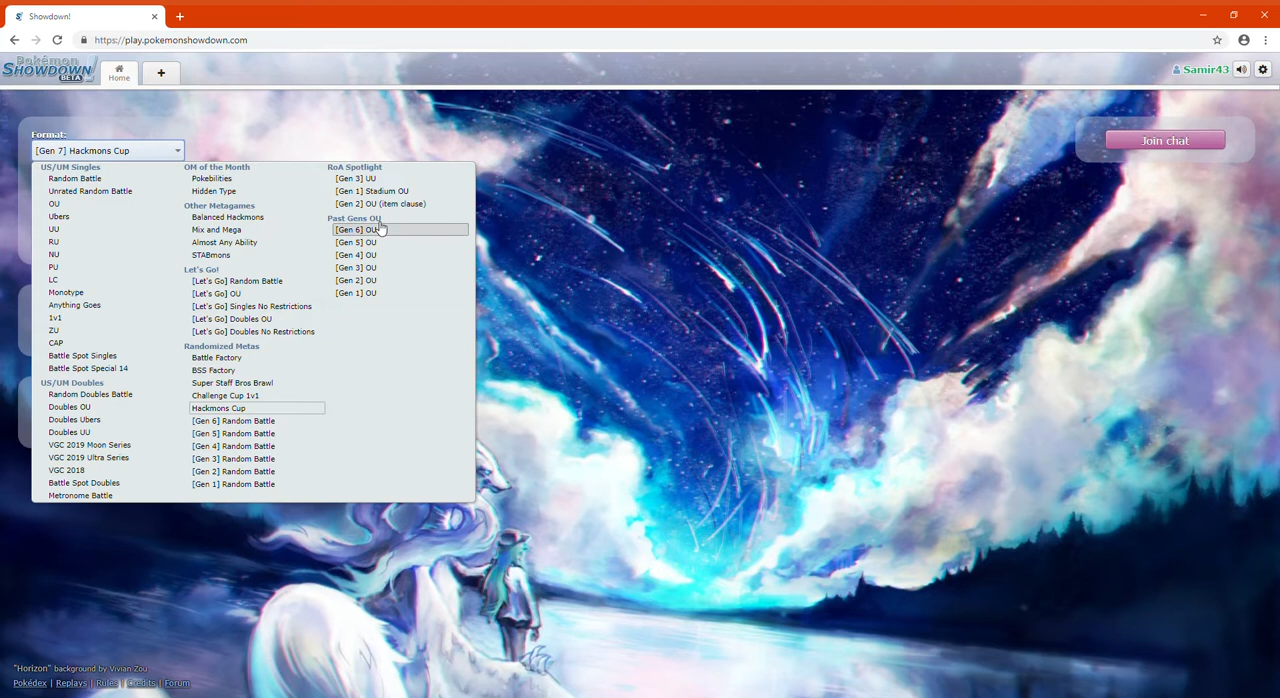 Showdown!
https://play.pokemonshowdown.com
Pokémon
SHOWDOWN
BETA
Home
Samir43
Format:
[Gen 7] Hackmons Cup
Join chat
US/UM Singles
Random Battle
Unrated Random Battle
OU
Ubers
UU
RU
NU
PU
LC
Monotype
Anything Goes
1v1
ZU
CAP
Battle Spot Singles
Battle Spot Special 14
US/UM Doubles
Random Doubles Battle
Doubles OU
Doubles Ubers
Doubles UU
VGC 2019 Moon Series
VGC 2019 Ultra Series
VGC 2018
Battle Spot Doubles
Metronome Battle
OM of the Month
Pokebilities
Hidden Type
Other Metagames
Balanced Hackmons
Mix and Mega
Almost Any Ability
STABmons
Let's Go!
[Let's Go] Random Battle
[Let's Go] OU
[Let's Go] Singles No Restrictions
[Let's Go] Doubles OU
[Let's Go] Doubles No Restrictions
Randomized Metas
Battle Factory
BSS Factory
Super Staff Bros Brawl
Challenge Cup 1v1
Hackmons Cup
[Gen 6] Random Battle
[Gen 5] Random Battle
[Gen 4] Random Battle
[Gen 3] Random Battle
[Gen 2] Random Battle
[Gen 1] Random Battle
RoA Spotlight
[Gen 3] UU
[Gen 1] Stadium OU
[Gen 2] OU (item clause)
Past Gens OU
[Gen 6] OU
[Gen 5] OU
[Gen 4] OU
[Gen 3] OU
[Gen 2] OU
[Gen 1] OU
"Horizon" background by Vivian Zou
Pokédex | Replays | Rules | Credits | Forum